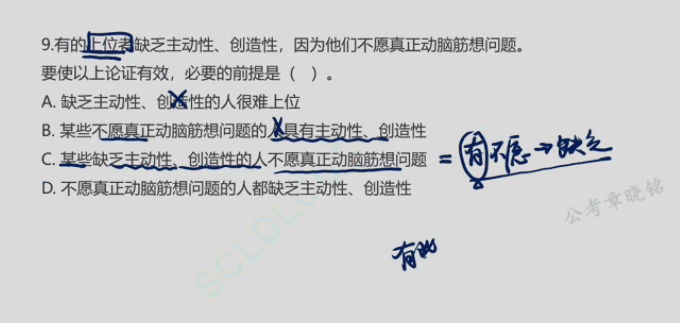 9.有的上位者缺乏主动性、创造性，因为他们不愿真正动脑筋想问题。
要使以上论证有效，必要的前提是（　）。
A. 缺乏主动性、创造性的人很难上位
B. 某些不愿真正动脑筋想问题的人具有主动性、创造性
C. 某些缺乏主动性、创造性的人不愿真正动脑筋想问题
= 有不愿→缺乏
D. 不愿真正动脑筋想问题的人都缺乏主动性、创造性
公考章晓铭
有些